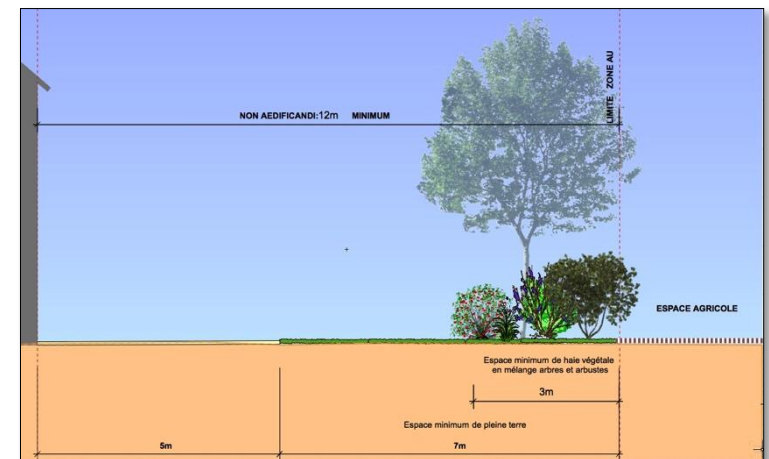 LIMITE ZONE AU
NON AEDIFICANDI:12m MINIMUM
ESPACE AGRICOLE
Espace minimum de haie végétale
en mélange arbres et arbustes
3m
Espace minimum de pleine terre
5m
7m